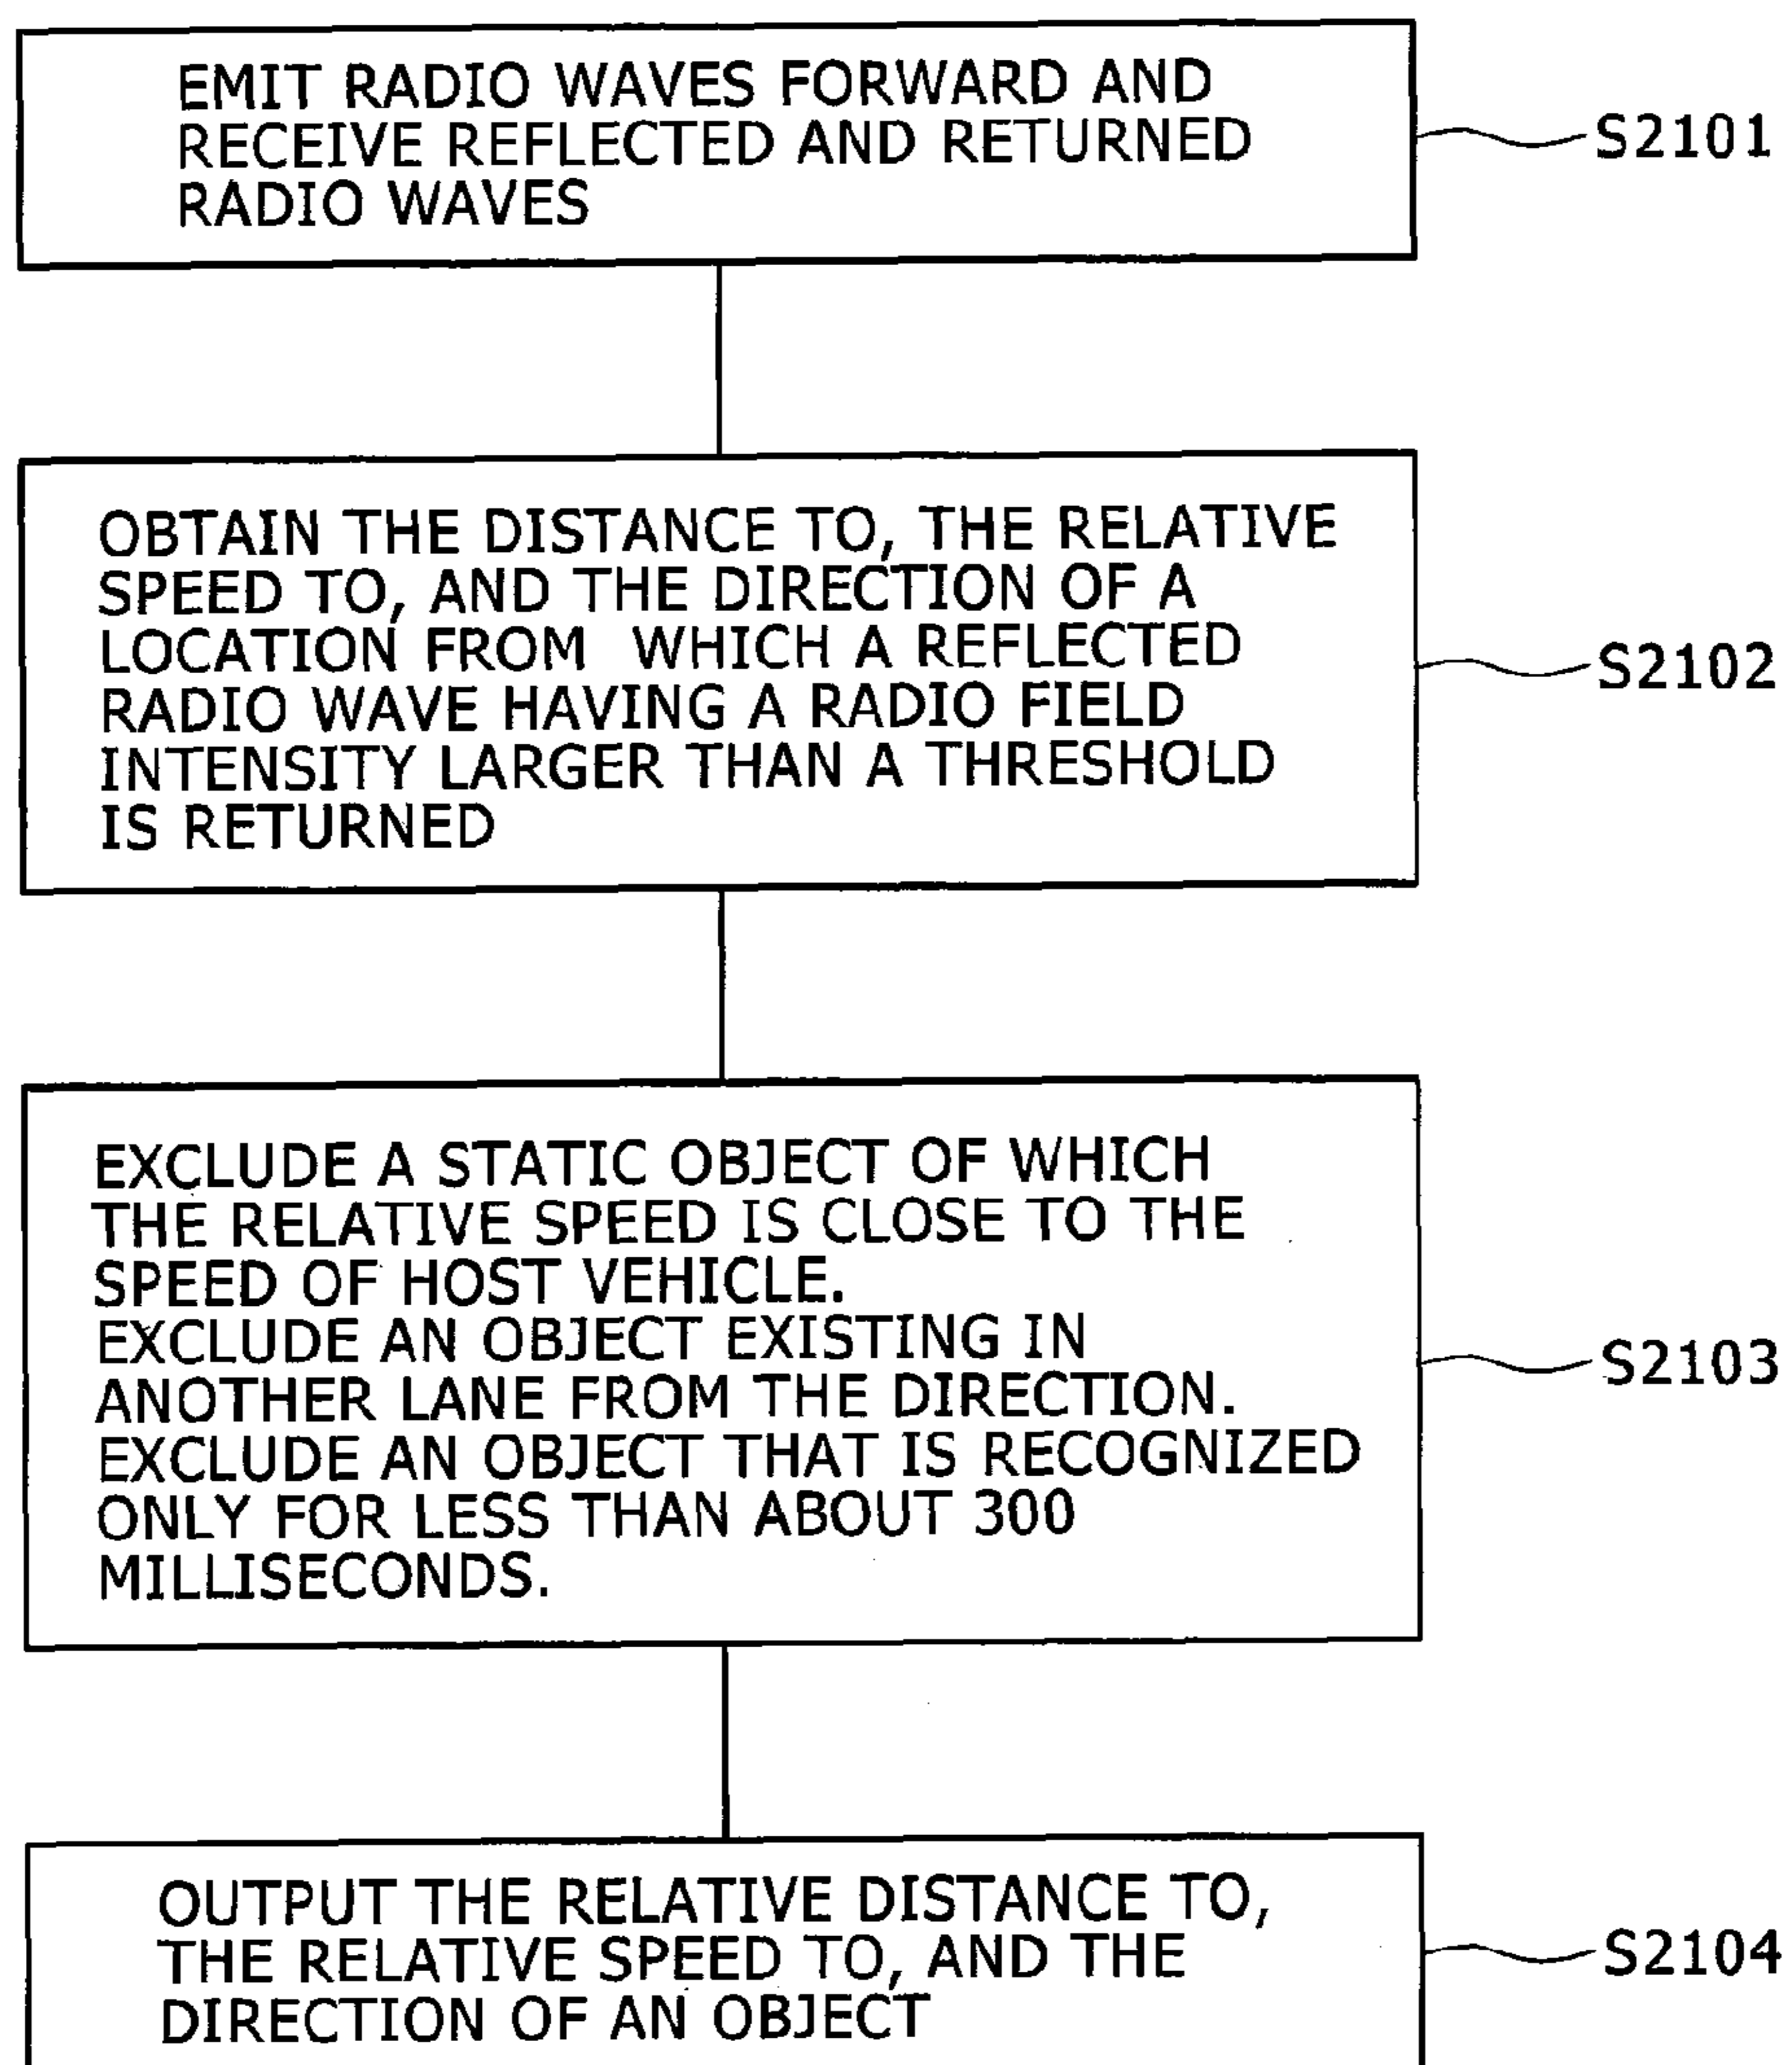 EMIT RADIO WAVES FORWARD AND
RECEIVE REFLECTED AND RETURNED
RADIO WAVES
S2101
OBTAIN THE DISTANCE TO, THE RELATIVE
SPEED TO, AND THE DIRECTION OF A
LOCATION FROM WHICH A REFLECTED
RADIO WAVE HAVING A RADIO FIELD
INTENSITY LARGER THAN A THRESHOLD
IS RETURNED
S2102
EXCLUDE A STATIC OBJECT OF WHICH
THE RELATIVE SPEED IS CLOSE TO THE
SPEED OF HOST VEHICLE.
EXCLUDE AN OBJECT EXISTING IN
ANOTHER LANE FROM THE DIRECTION.
EXCLUDE AN OBJECT THAT IS RECOGNIZED
ONLY FOR LESS THAN ABOUT 300
MILLISECONDS.
S2103
OUTPUT THE RELATIVE DISTANCE TO,
THE RELATIVE SPEED TO, AND THE
DIRECTION OF AN OBJECT
S2104